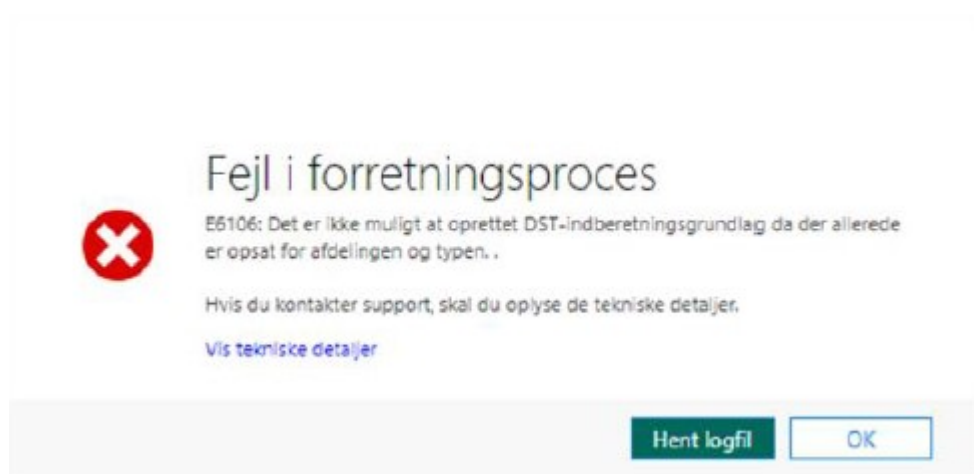 Fejl i forretningsproces
E6106: Det er ikke muligt at oprettet DST-indberetningsgrundlag da der allerede
er opsat for afdelingen og typen. .
Hvis du kontakter support, skal du oplyse de tekniske detaljer.
Vis tekniske detaljer
Hent logfil
OK